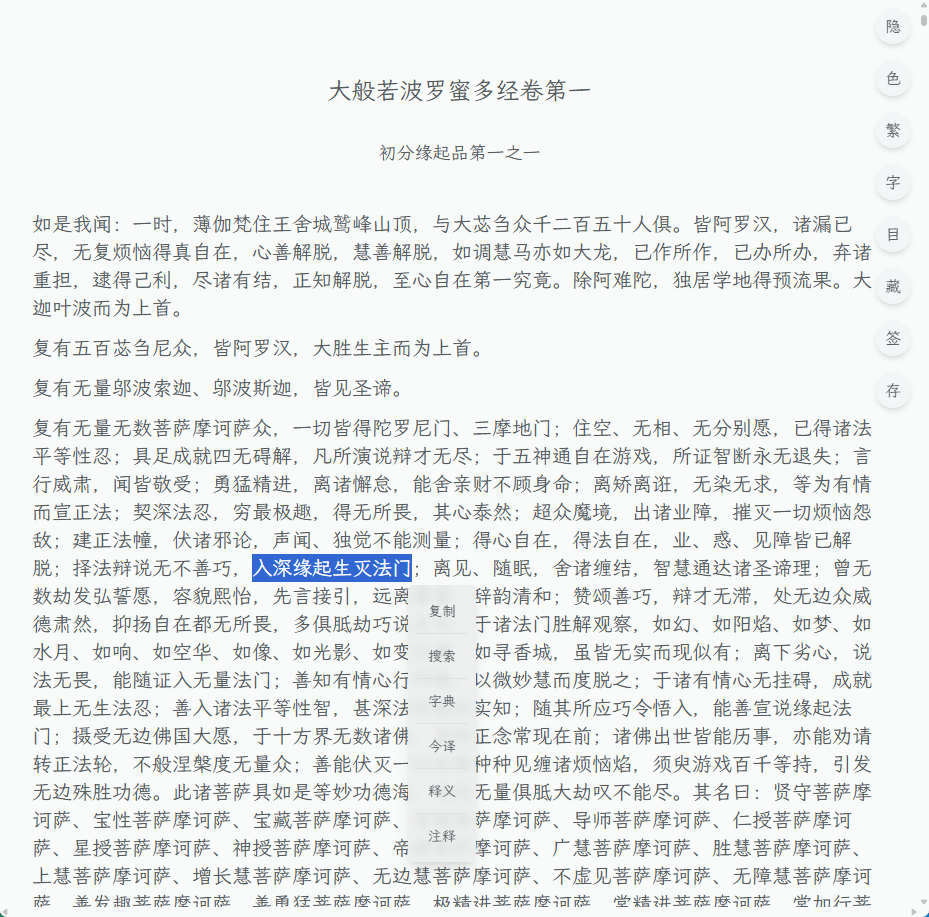 大般若波罗蜜多经卷第一
初分缘起品第一之一
如是我闻：一时，薄伽梵住王舍城鹫峰山顶，与大苾刍众千二百五十人俱。皆阿罗汉，诸漏已
尽，无复烦恼得真自在，心善解脱，慧善解脱，如调慧马亦如大龙，已作所作，已办所办，弃诸
重担，逮得己利，尽诸有结，正知解脱，至心自在第一究竟。除阿难陀，独居学地得预流果。大
迦叶波而为上首。
复有五百苾刍尼众，皆阿罗汉，大胜生主而为上首。
复有无量邬波索迦、邬波斯迦，皆见圣谛。
复有无量无数菩萨摩诃萨众，一切皆得陀罗尼门、三摩地门；住空、无相、无分别愿，已得诸法
平等性忍；具足成就四无碍解，凡所演说辩才无尽；于五神通自在游戏，所证智断永无退失；言
行威肃，闻皆敬受；勇猛精进，离诸懈怠，能舍亲财不顾身命；离矫离诳，无染无求，等为有情
而宣正法；契深法忍，穷最极趣，得无所畏，其心泰然；超众魔境，出诸业障，摧灭一切烦恼怨
敌；建正法幢，伏诸邪论，声闻、独觉不能测量；得心自在，得法自在，业、惑、见障皆已解
脱；择法辩说无不善巧，入深缘起生灭法门；离见、随眠，舍诸缠结，智慧通达诸圣谛理；曾无
数劫发弘誓愿，容貌熙怡，先言接引，远离 辞韵清和；赞颂善巧，辩才无滞，处无边众威
德肃然，抑扬自在都无所畏，多俱胝劫巧说 于诸法门胜解观察，如幻、如阳焰、如梦、如
水月、如响、如空华、如像、如光影、如变 如寻香城，虽皆无实而现似有；离下劣心，说
法无畏，能随证入无量法门；善知有情心行 以微妙慧而度脱之；于诸有情心无挂碍，成就
最上无生法忍；善入诸法平等性智，甚深法 实知；随其所应巧令悟入，能善宣说缘起法
门；摄受无边佛国大愿，于十方界无数诸佛 正念常现在前；诸佛出世皆能历事，亦能劝请
转正法轮，不般涅槃度无量众；善能伏灭一 种种见缠诸烦恼焰，须臾游戏百千等持，引发
无边殊胜功德。此诸菩萨具如是等妙功德海 无量俱胝大劫叹不能尽。其名曰：贤守菩萨摩
诃萨、宝性菩萨摩诃萨、宝藏菩萨摩诃萨、 萨摩诃萨、导师菩萨摩诃萨、仁授菩萨摩诃
萨、星授菩萨摩诃萨、神授菩萨摩诃萨、帝 摩诃萨、广慧菩萨摩诃萨、胜慧菩萨摩诃萨、
上慧菩萨摩诃萨、增长慧菩萨摩诃萨、无边慧菩萨摩诃萨、不虚见菩萨摩诃萨、无障慧菩萨摩诃
萨、善发趣菩萨摩诃萨、善勇猛菩萨摩诃萨、极精进菩萨摩诃萨、常精进菩萨摩诃萨、常加行菩
复制
搜索
字典
今译
释义
注释
隐
色
繁
字
目
藏
签
存